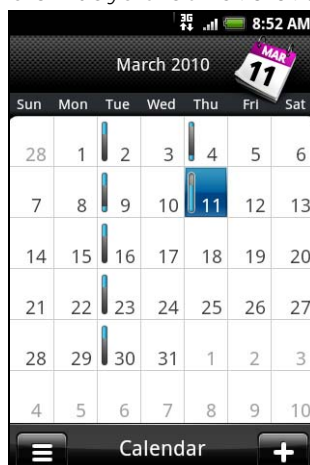 3G 8:52 AM
March 2010
MAR
11
Sun Mon Tue Wed Thu Fri Sat
28 1 2 3 4 5 6
7 8 9 10 11 12 13
14 15 16 17 18 19 20
21 22 23 24 25 26 27
28 29 30 31 1 2 3
4 5 6 7 8 9 10
Calendar